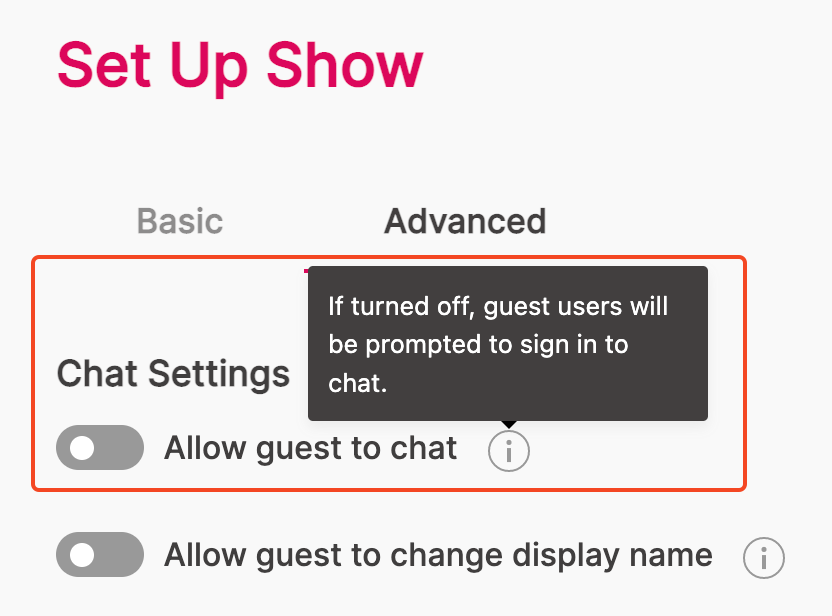 Set Up Show
Basic Advanced
If turned off, guest users will
be prompted to sign in to
chat.
Chat Settings
Allow guest to chat
Allow guest to change display name